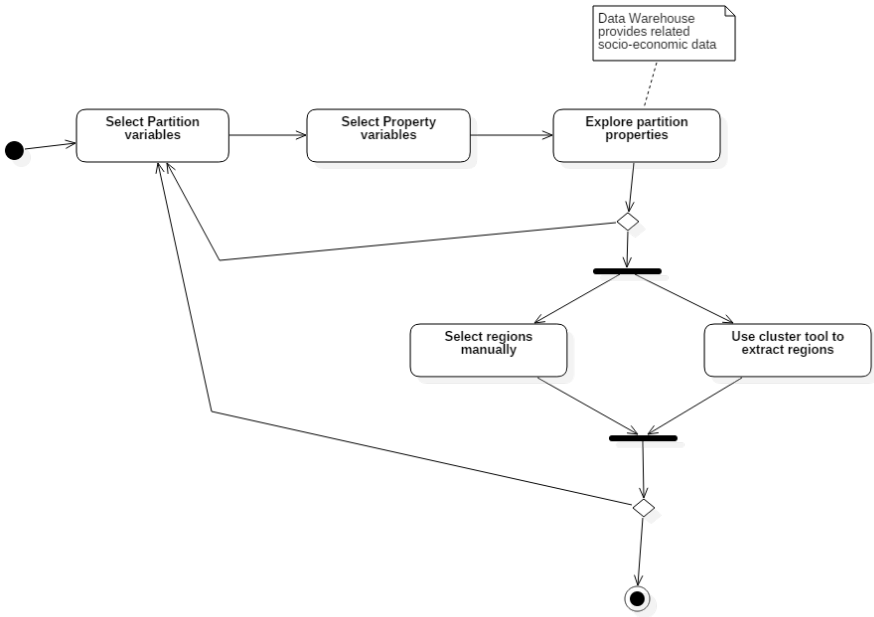 Data Warehouse
provides related
socio-economic data
Select Partition
variables
Select Property
variables
Explore partition
properties
Select regions
manually
Use cluster tool to
extract regions